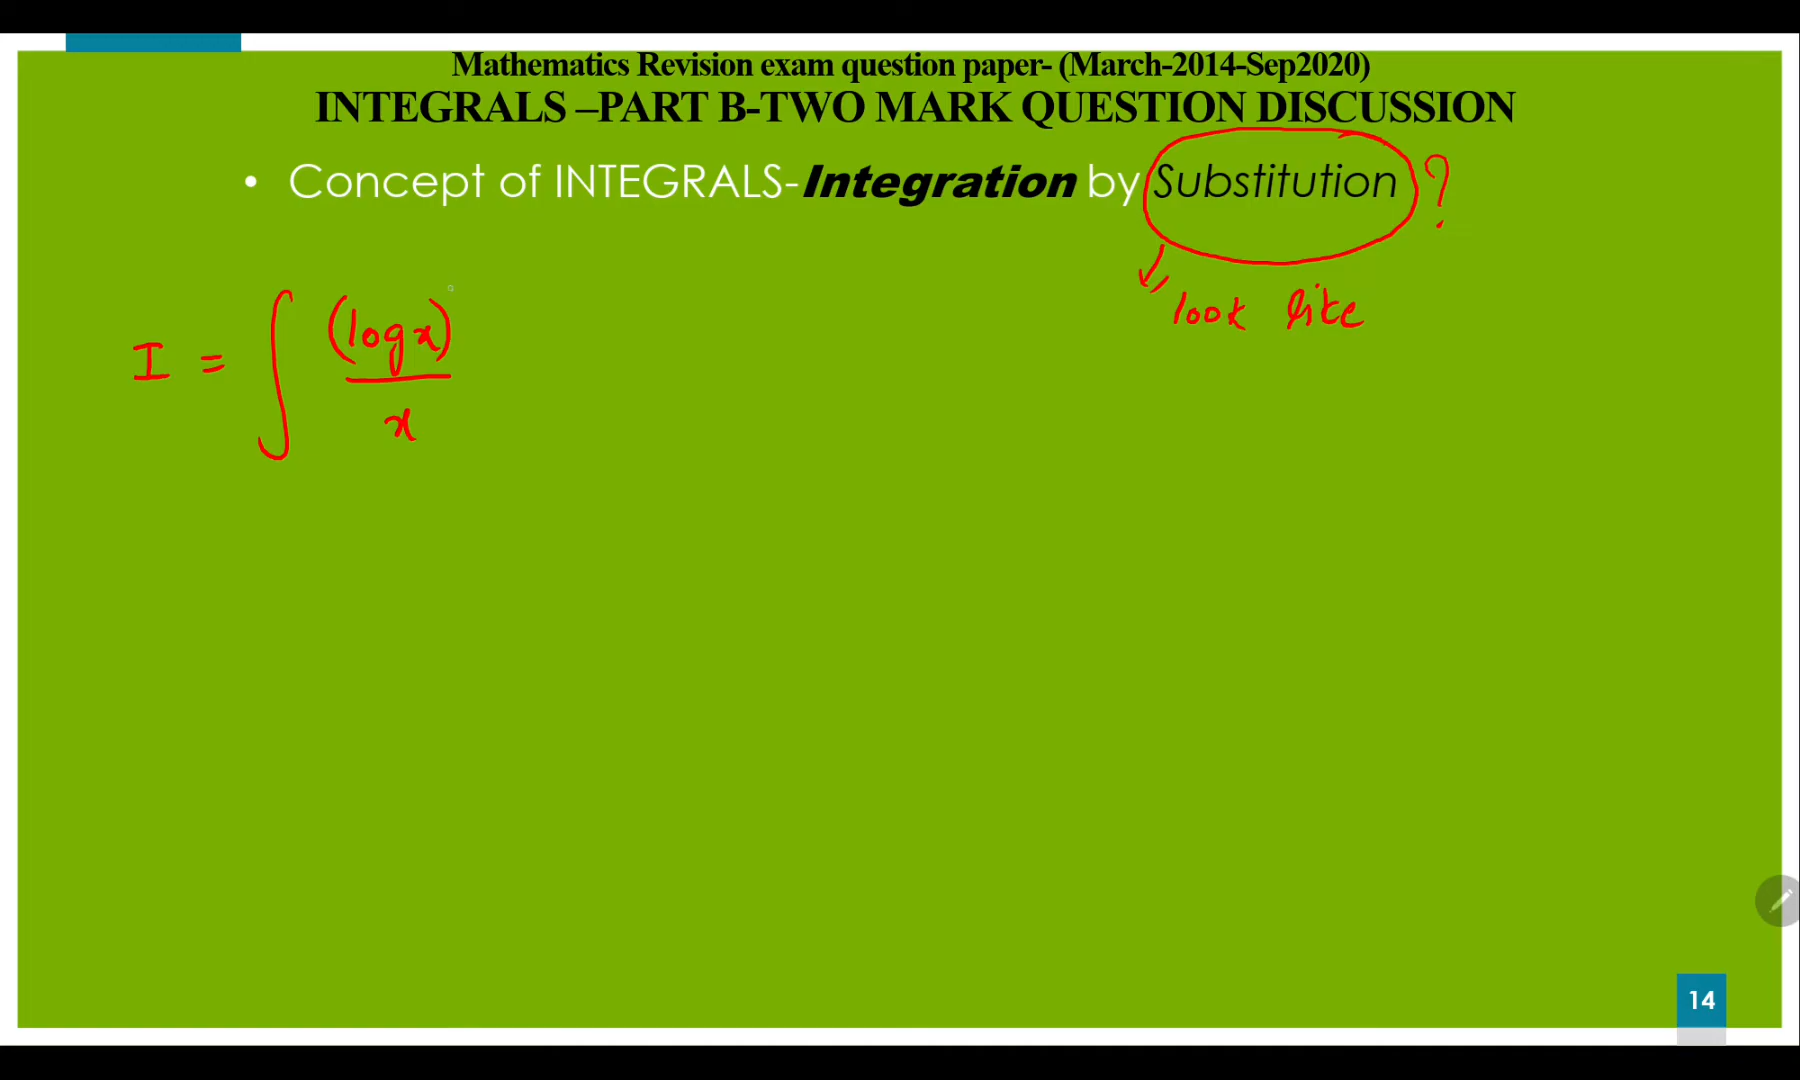 Mathematics Revision exam question paper- (March-2014-Sep2020)
INTEGRALS –PART B-TWO MARK QUESTION DISCUSSION
• Concept of INTEGRALS-Integration by Substitution ?
look like
I = ∫ (log x) / x
14